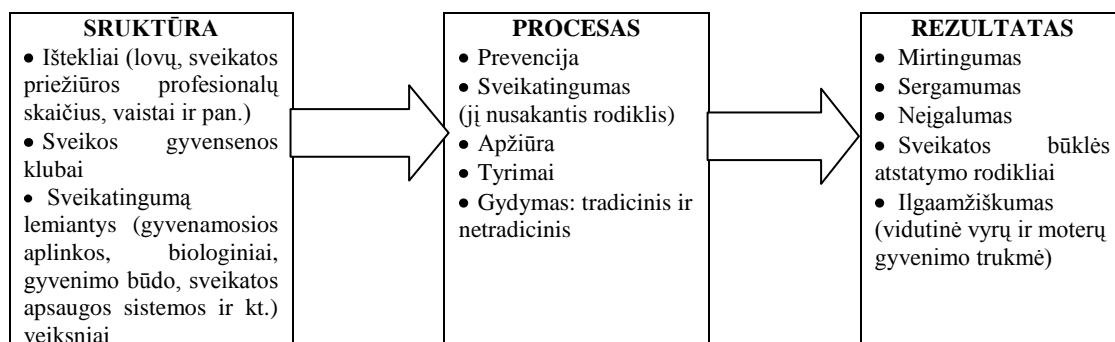 SRUKTŪRA
• Ištekliai (lovų, sveikatos
priežiūros profesionalų
skaičius, vaistai ir pan.)
• Sveikos gyvensenos
klubai
• Sveikatingumą
lemiantys (gyvenamosios
aplinkos, biologiniai,
gyvenimo būdo, sveikatos
apsaugos sistemos ir kt.)
veiksniai
PROCESAS
• Prevencija
• Sveikatingumas
(jį nusakantis rodiklis)
• Apžiūra
• Tyrimai
• Gydymas: tradicinis ir
netradicinis
REZULTATAS
• Mirtingumas
• Sergamumas
• Neįgalumas
• Sveikatos būklės
atstatymo rodikliai
• Ilgaamžiškumas
(vidutinė vyrų ir moterų
gyvenimo trukmė)